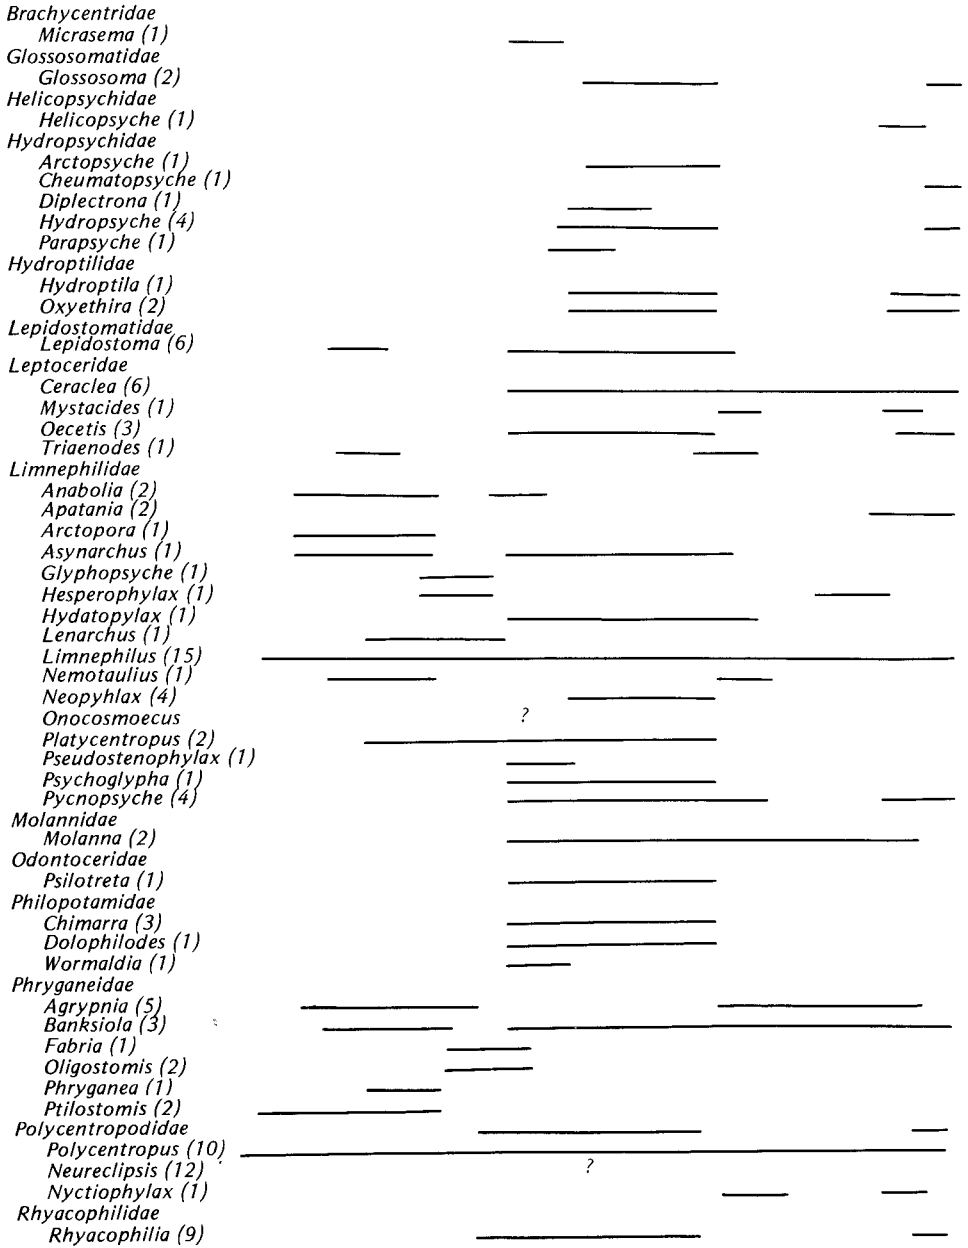 Brachycentridae
Micrasema (1)
Glossosomatidae
Glossosoma (2)
Helicopsychidae
Helicopsyche (1)
Hydropsychidae
Arctopsyche (1)
Cheumatopsyche (1)
Diplectrona (1)
Hydropsyche (4)
Parapsyche (1)
Hydroptilidae
Hydroptila (1)
Oxyethira (2)
Lepidostomatidae
Lepidostoma (6)
Leptoceridae
Ceraclea (6)
Mystacides (1)
Oecetis (3)
Triaenodes (1)
Limnephilidae
Anabolia (2)
Apatania (2)
Arctopora (1)
Asynarchus (1)
Glyphopsyche (1)
Hesperophylax (1)
Hydatopylax (1)
Lenarchus (1)
Limnephilus (15)
Nemotaulius (1)
Neopyhlax (4)
Onocosmoecus ?
Platycentropus (2)
Pseudostenophylax (1)
Psychoglypha (1)
Pycnopsyche (4)
Molannidae
Molanna (2)
Odontoceridae
Psilotreta (1)
Philopotamidae
Chimarra (3)
Dolophilodes (1)
Wormaldia (1)
Phryganeidae
Agrypnia (5)
Banksiola (3)
Fabria (1)
Oligostomis (2)
Phryganea (1)
Ptilostomis (2)
Polycentropodidae
Polycentropus (10)
Neureclipsis (12) ?
Nyctiophylax (1)
Rhyacophilidae
Rhyacophilia (9)